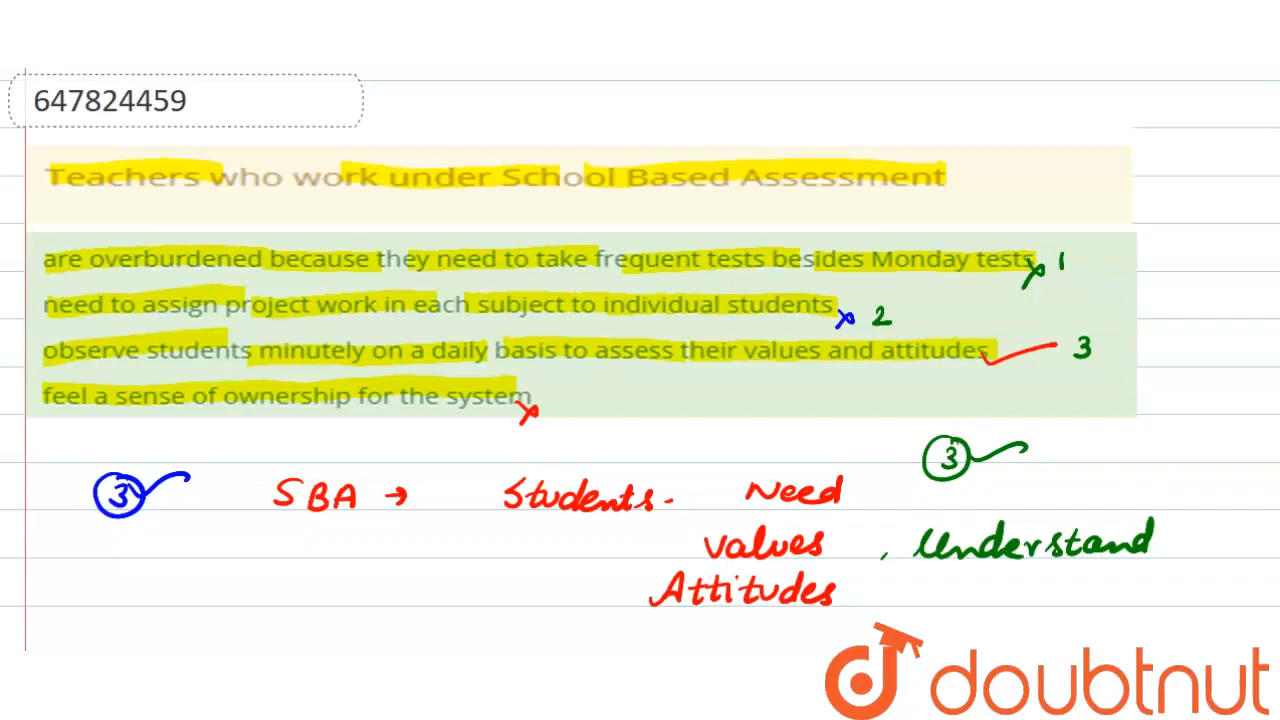 647824459
Teachers who work under School Based Assessment
are overburdened because they need to take frequent tests besides Monday tests x 1
need to assign project work in each subject to individual students x 2
observe students minutely on a daily basis to assess their values and attitudes ✓ 3
feel a sense of ownership for the system x
3 ✓
3 ✓ SBA → Students. Need
values , Understand
Attitudes
doubtnut